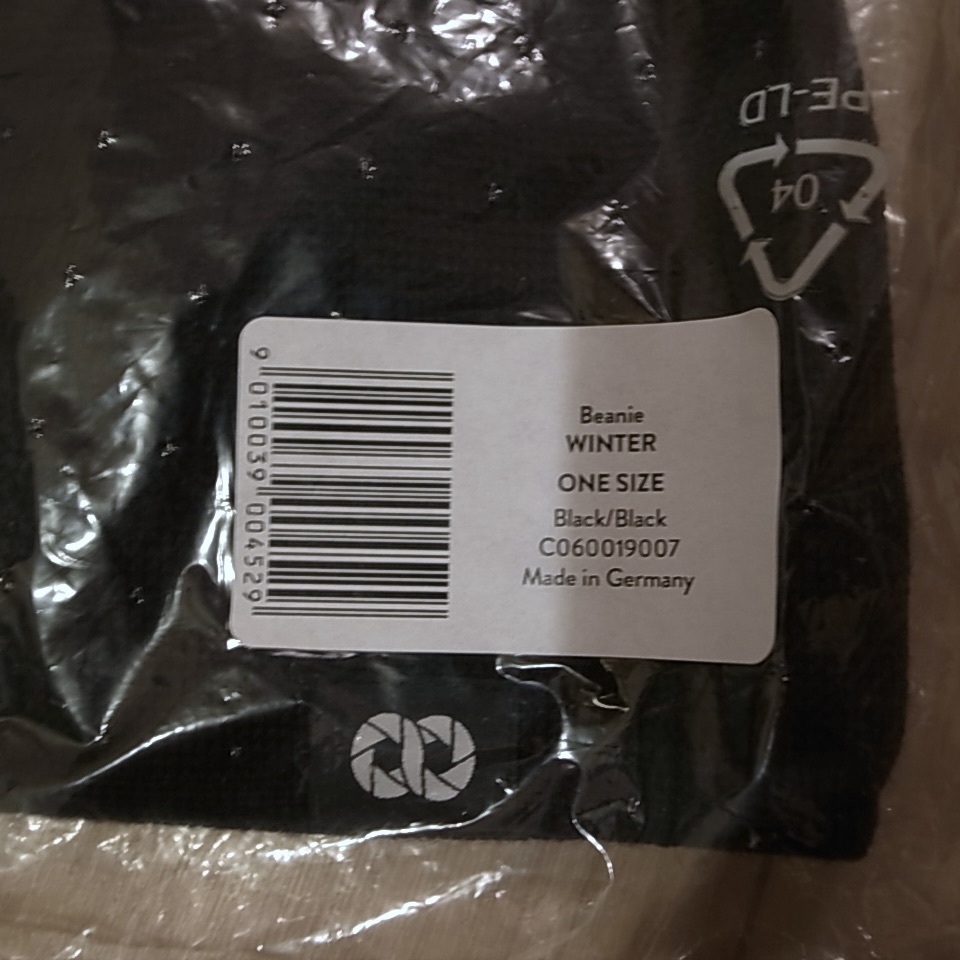 PE-LD
04
9 010039 004529
Beanie
WINTER
ONE SIZE
Black/Black
C060019007
Made in Germany